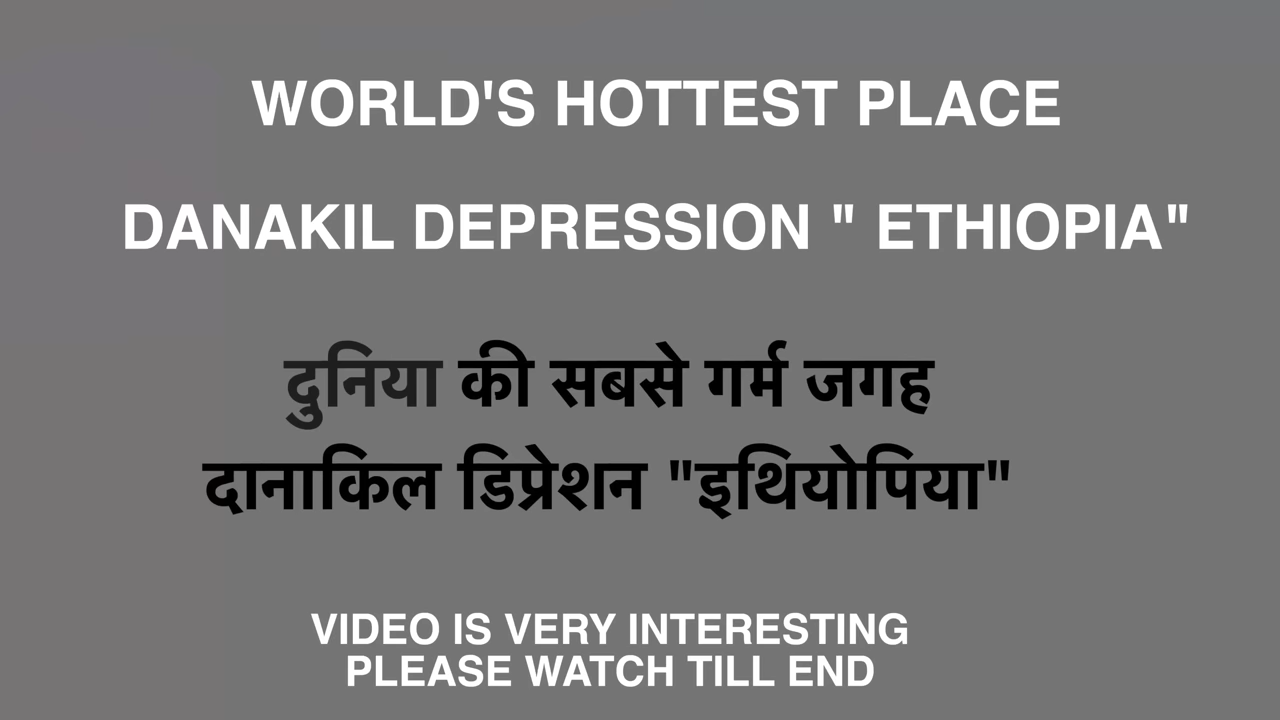 WORLD'S HOTTEST PLACE
DANAKIL DEPRESSION " ETHIOPIA"
दुनिया की सबसे गर्म जगह
दानाकिल डिप्रेशन "इथियोपिया"
VIDEO IS VERY INTERESTING
PLEASE WATCH TILL END